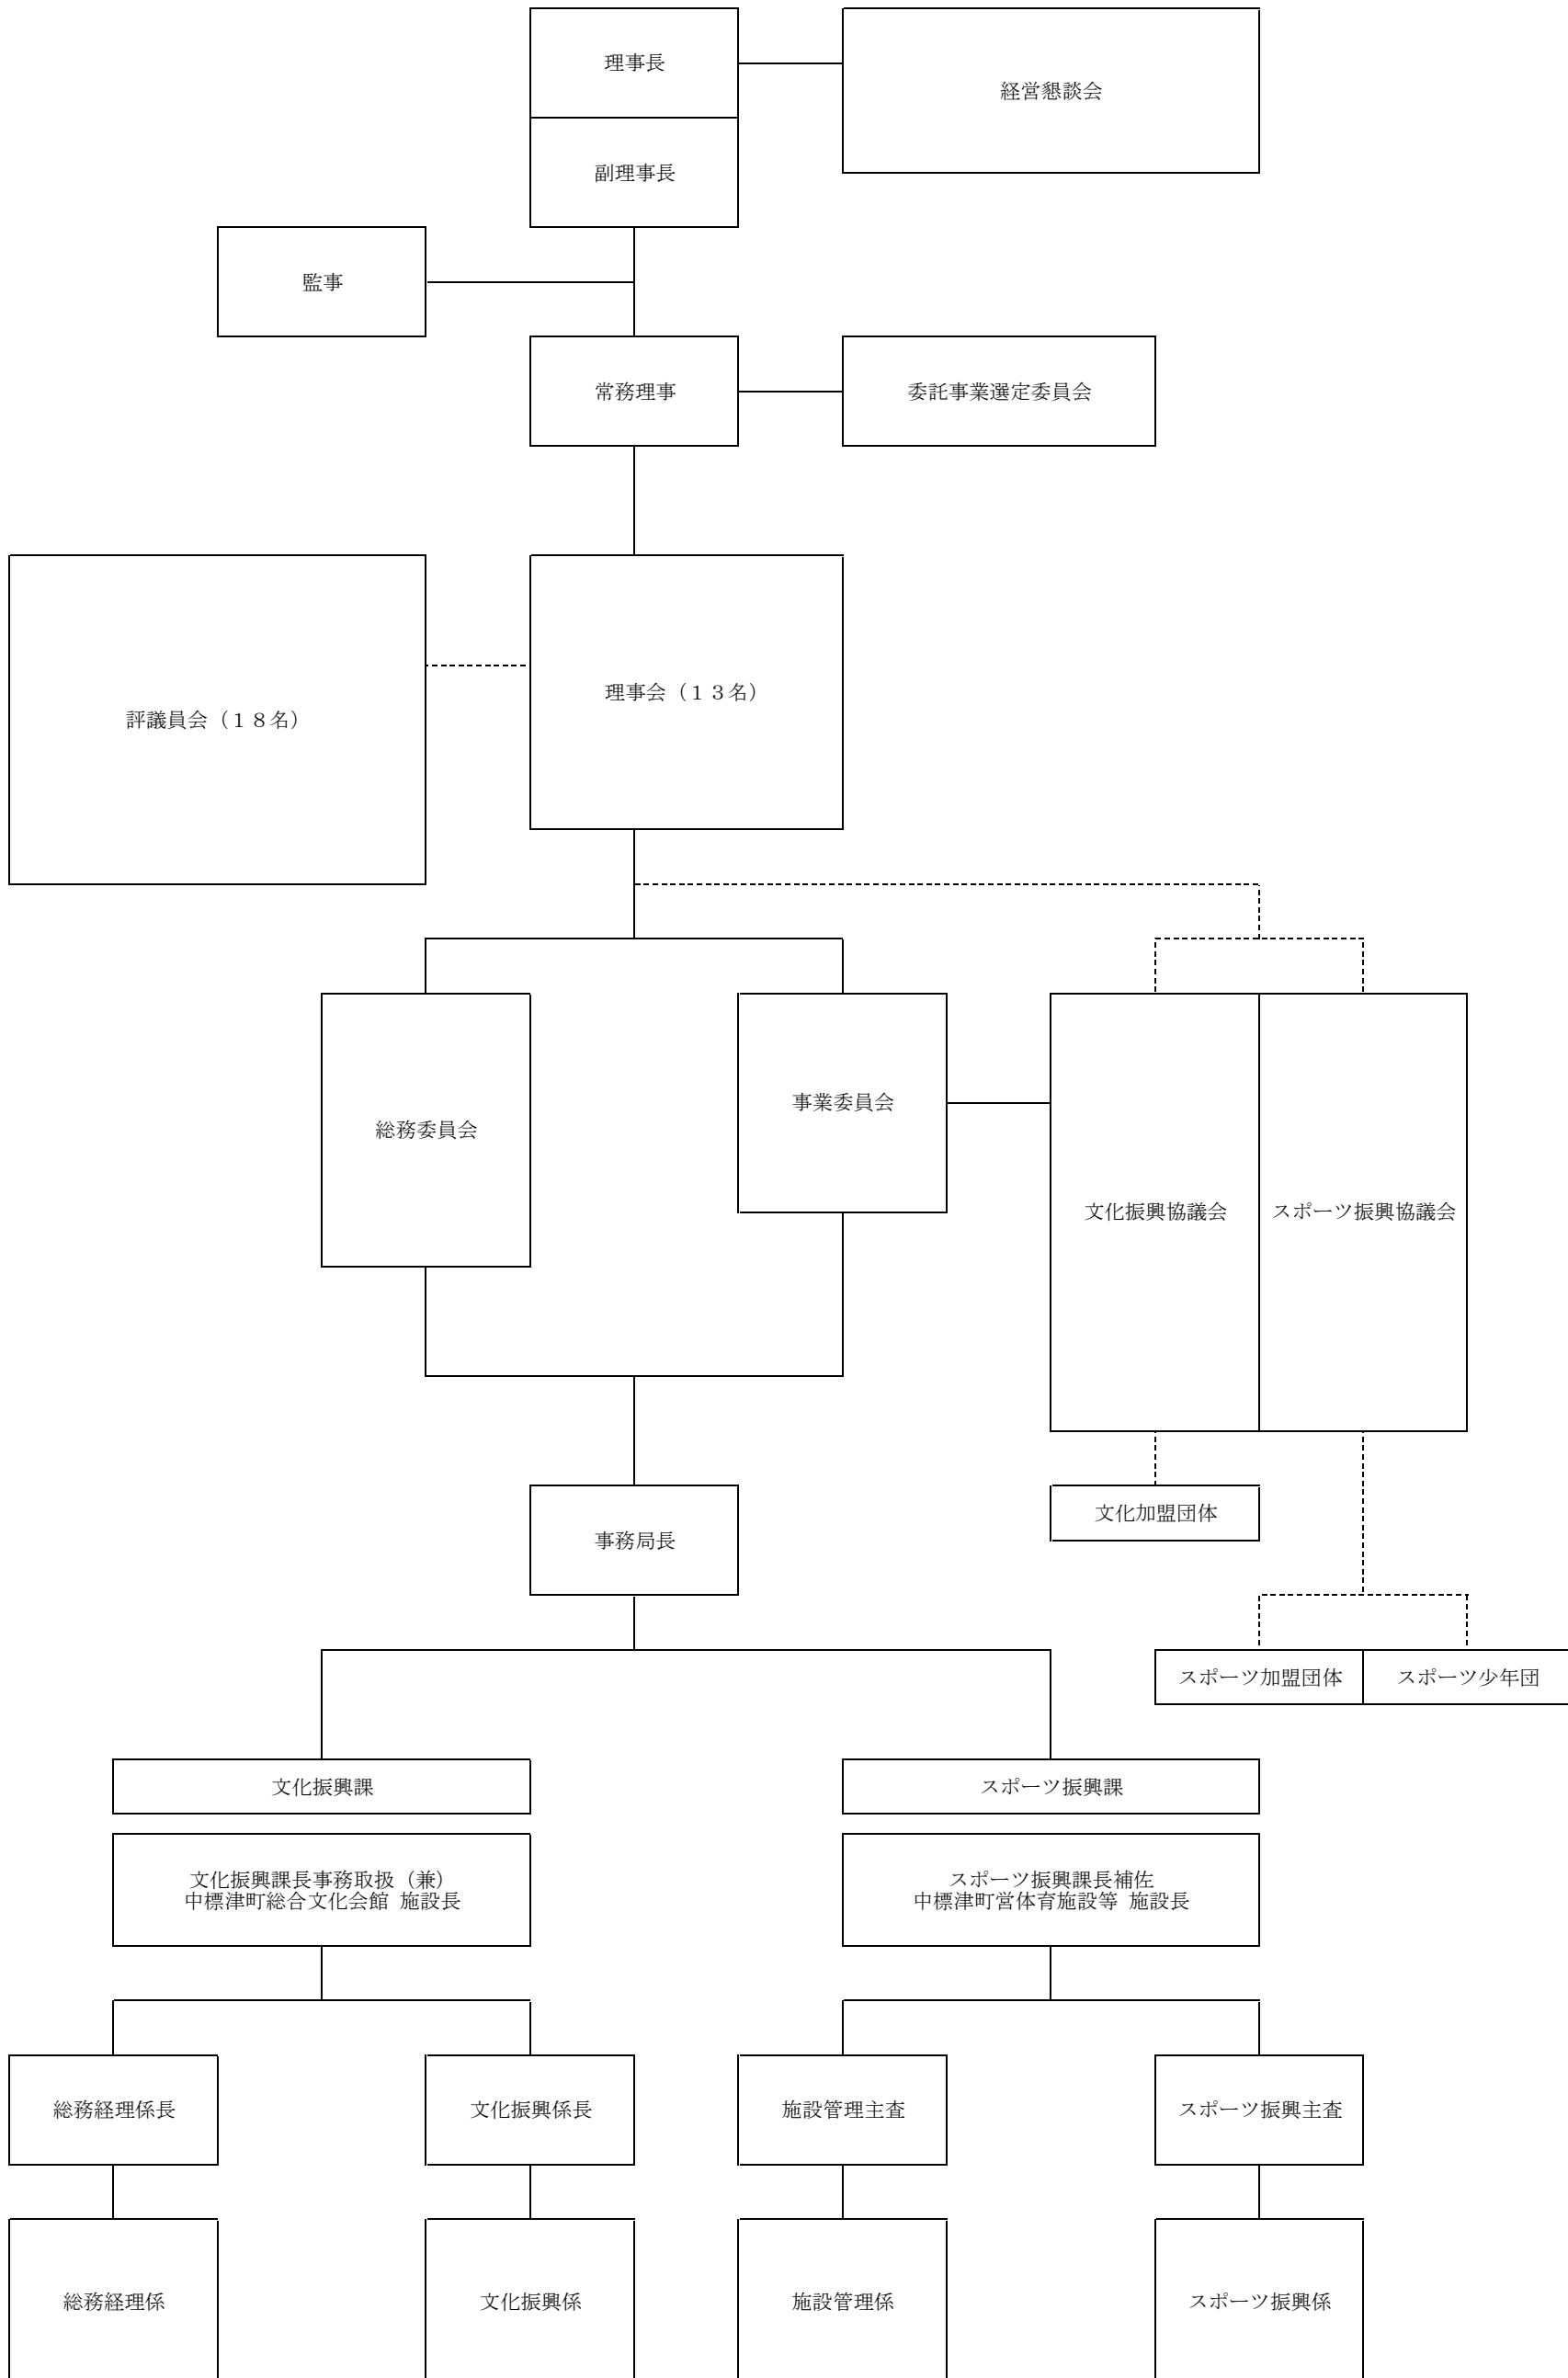 理事長
経営懇談会
副理事長
監事
常務理事
委託事業選定委員会
評議員会（１８名）
理事会（１３名）
総務委員会
事業委員会
文化振興協議会
スポーツ振興協議会
事務局長
文化加盟団体
スポーツ加盟団体
スポーツ少年団
文化振興課
スポーツ振興課
文化振興課長事務取扱（兼）
中標津町総合文化会館 施設長
スポーツ振興課長補佐
中標津町営体育施設等 施設長
総務経理係長
文化振興係長
施設管理主査
スポーツ振興主査
総務経理係
文化振興係
施設管理係
スポーツ振興係